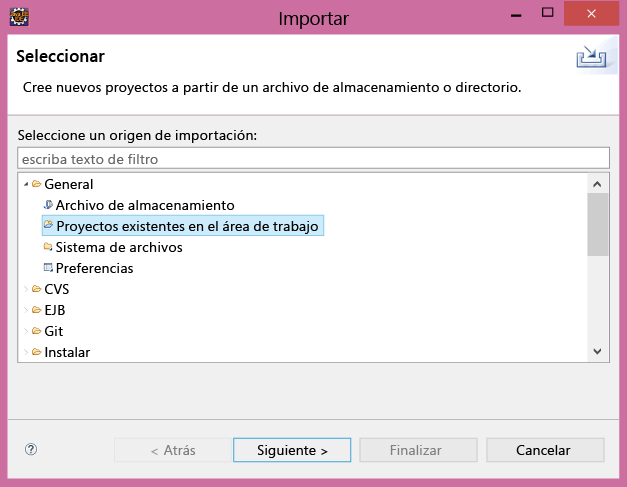 Importar
Seleccionar
Cree nuevos proyectos a partir de un archivo de almacenamiento o directorio.
Seleccione un origen de importación:
escriba texto de filtro
General
Archivo de almacenamiento
Proyectos existentes en el área de trabajo
Sistema de archivos
Preferencias
CVS
EJB
Git
Instalar
< Atrás
Siguiente >
Finalizar
Cancelar